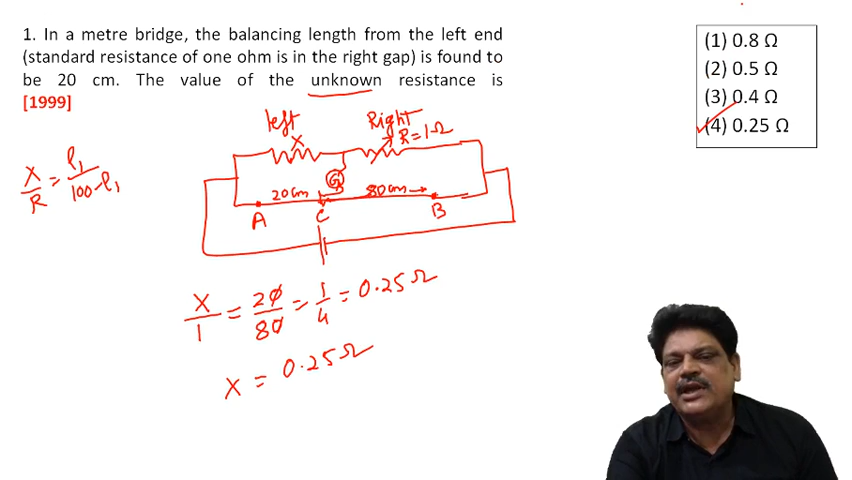 1. In a metre bridge, the balancing length from the left end
(standard resistance of one ohm is in the right gap) is found to
be 20 cm. The value of the unknown resistance is
[1999]
(1) 0.8 Ω
(2) 0.5 Ω
(3) 0.4 Ω
(4) 0.25 Ω
left Right
X R=1Ω
G
20cm 80cm
A C B
X/R = l₁/100-l₁
X/1 = 20/80 = 1/4 = 0.25Ω
X = 0.25Ω